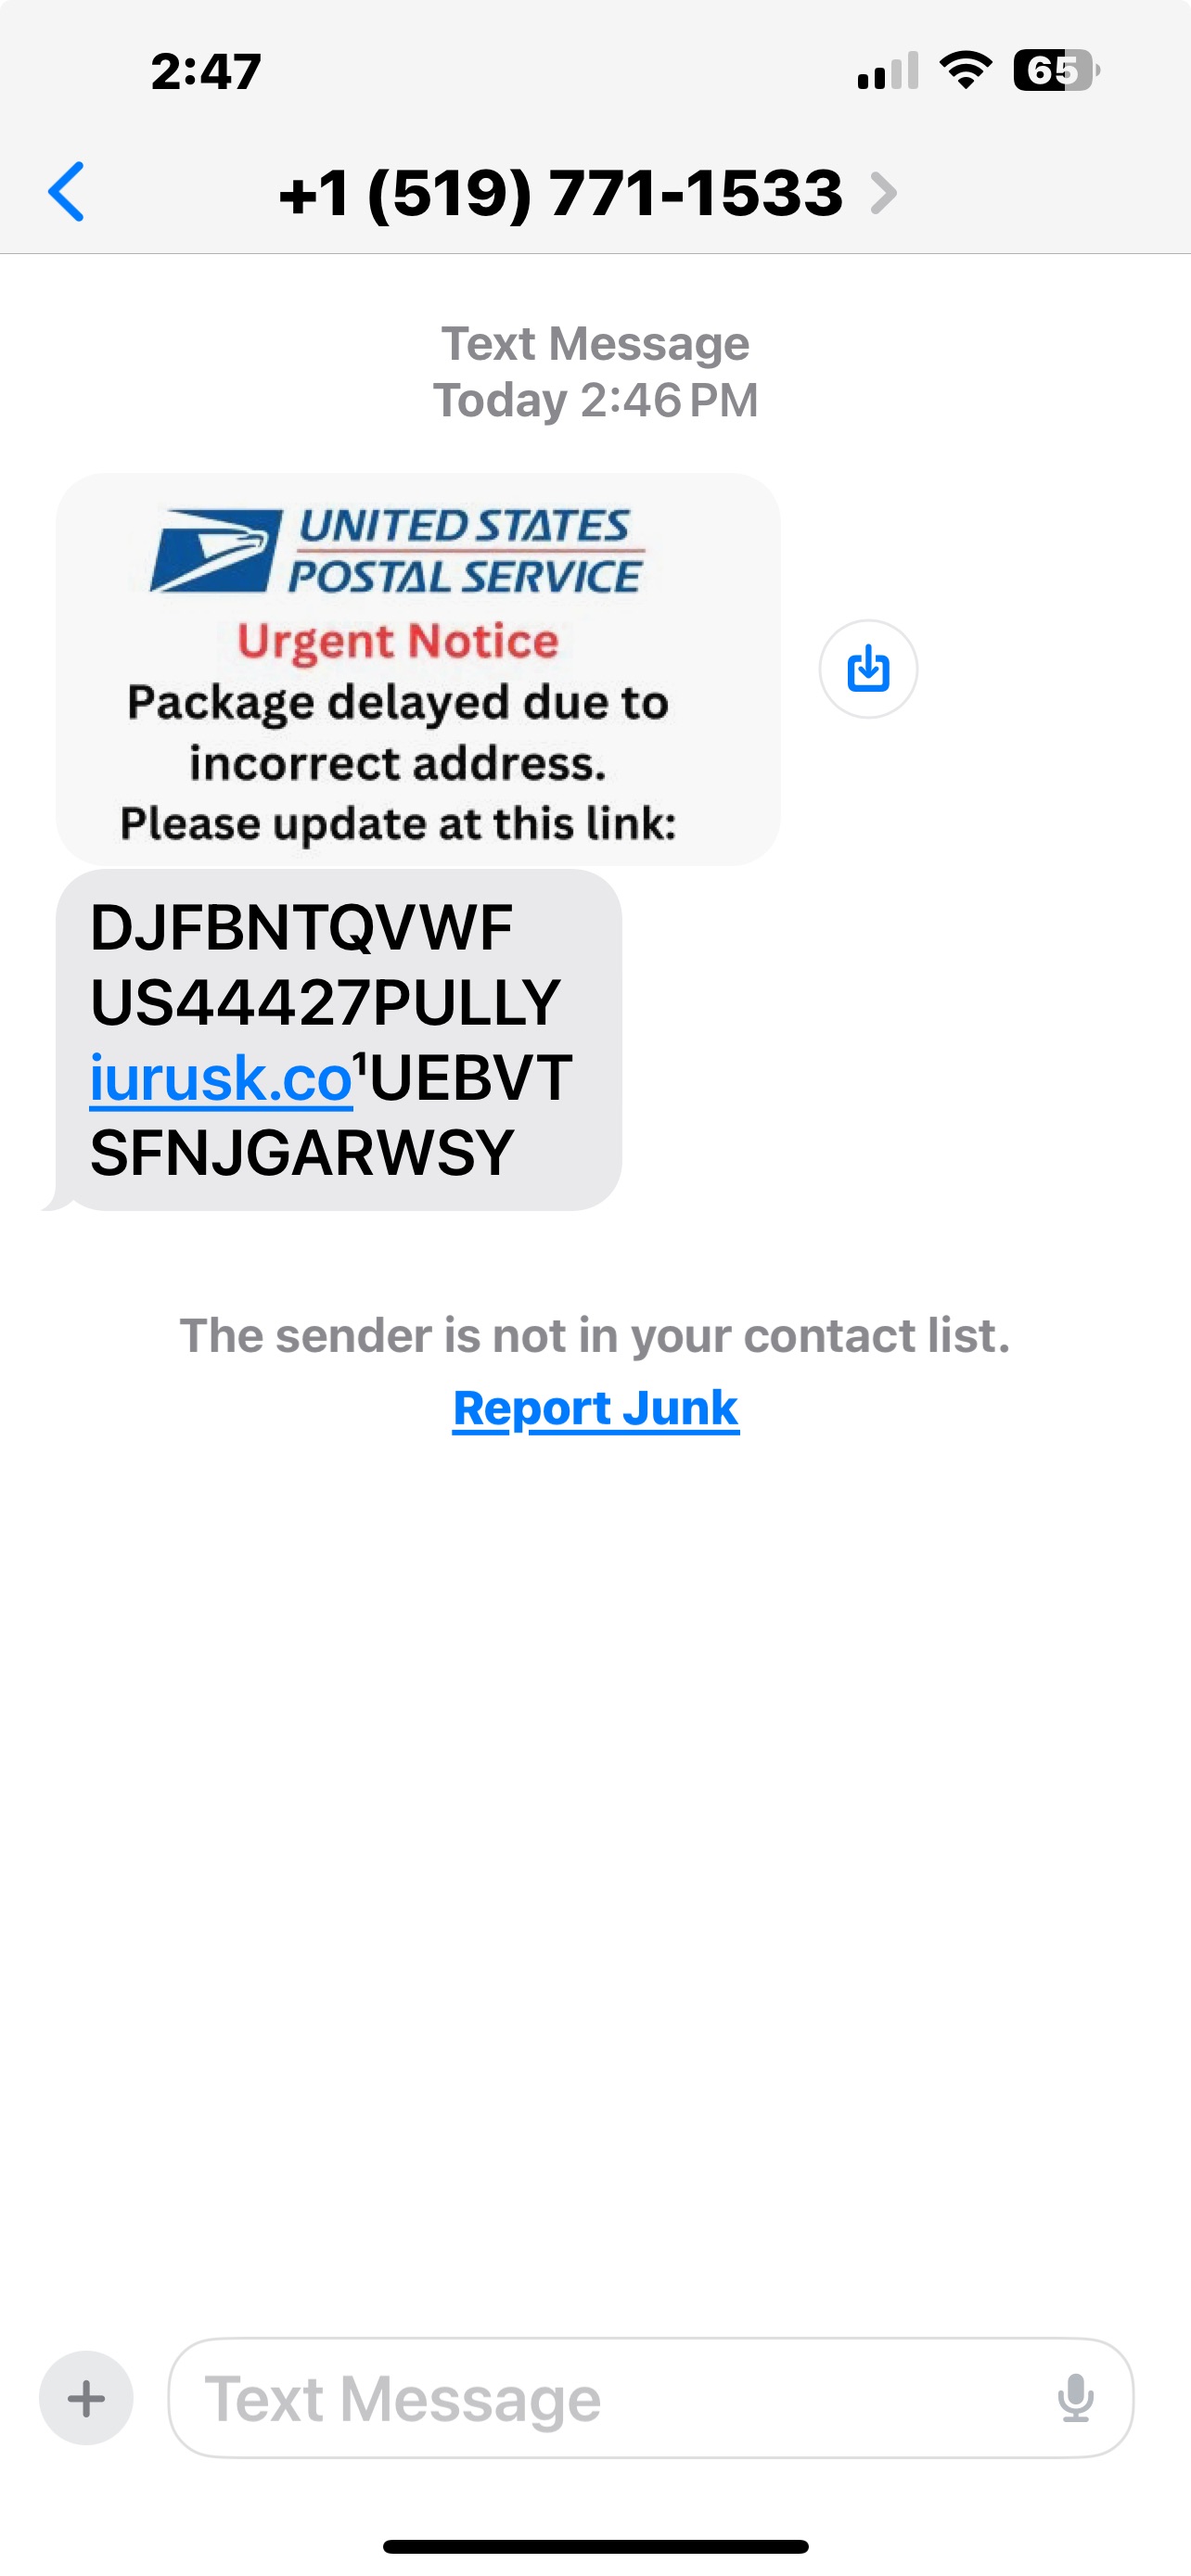 2:47
65
+1 (519) 771-1533
Text Message
Today 2:46 PM
UNITED STATES
POSTAL SERVICE
Urgent Notice
Package delayed due to
incorrect address.
Please update at this link:
DJFBNTQVWF
US44427PULLY
iurusk.co¹UEBVT
SFNJGARWSY
The sender is not in your contact list.
Report Junk
Text Message